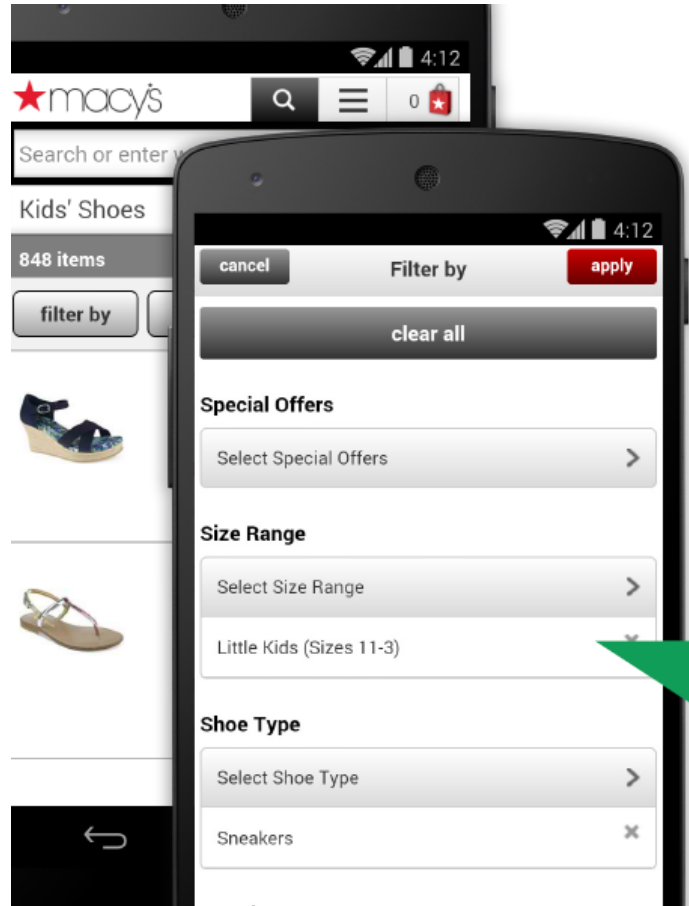 4:12
macy's
0
Search or enter
Kids' Shoes
848 items
filter by
4:12
cancel
Filter by
apply
clear all
Special Offers
Select Special Offers
Size Range
Select Size Range
Little Kids (Sizes 11-3)
Shoe Type
Select Shoe Type
Sneakers